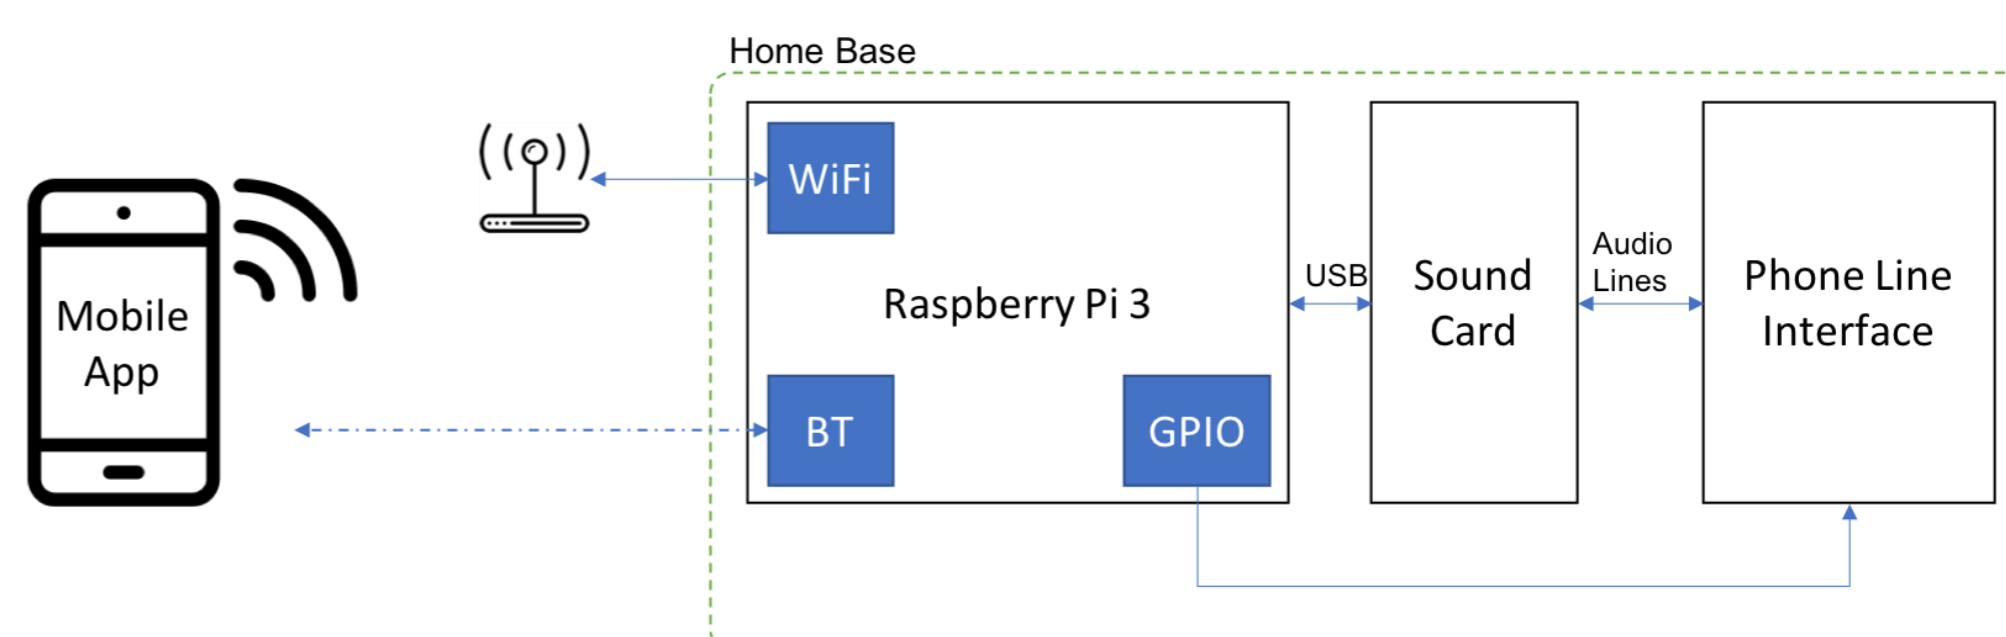 Home Base
WiFi
Mobile
App
Raspberry Pi 3
BT
GPIO
USB
Sound
Card
Audio
Lines
Phone Line
Interface